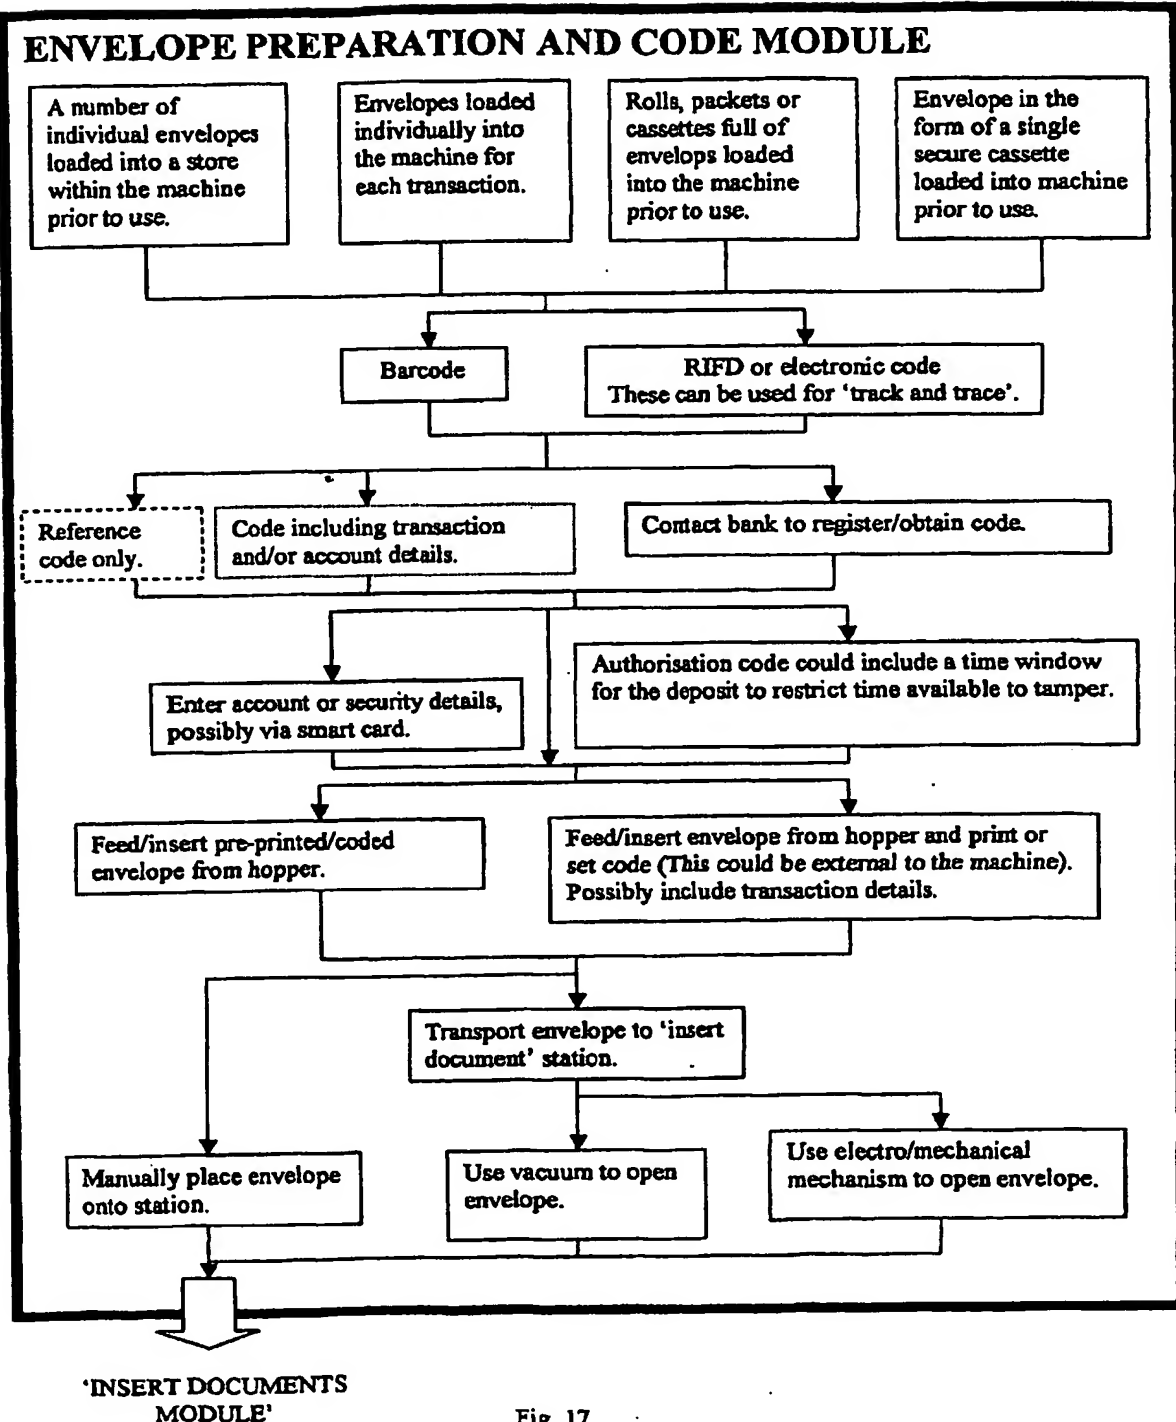 ENVELOPE PREPARATION AND CODE MODULE
A number of
individual envelopes
loaded into a store
within the machine
prior to use.
Envelopes loaded
individually into
the machine for
each transaction.
Rolls, packets or
cassettes full of
envelops loaded
into the machine
prior to use.
Envelope in the
form of a single
secure cassette
loaded into machine
prior to use.
Barcode
RIFD or electronic code
These can be used for ‘track and trace’.
Reference
code only.
Code including transaction
and/or account details.
Contact bank to register/obtain code.
Enter account or security details,
possibly via smart card.
Authorisation code could include a time window
for the deposit to restrict time available to tamper.
Feed/insert pre-printed/coded
envelope from hopper.
Feed/insert envelope from hopper and print or
set code (This could be external to the machine).
Possibly include transaction details.
Transport envelope to ‘insert
document’ station.
Manually place envelope
onto station.
Use vacuum to open
envelope.
Use electro/mechanical
mechanism to open envelope.
‘INSERT DOCUMENTS
MODULE’
Fig. 17